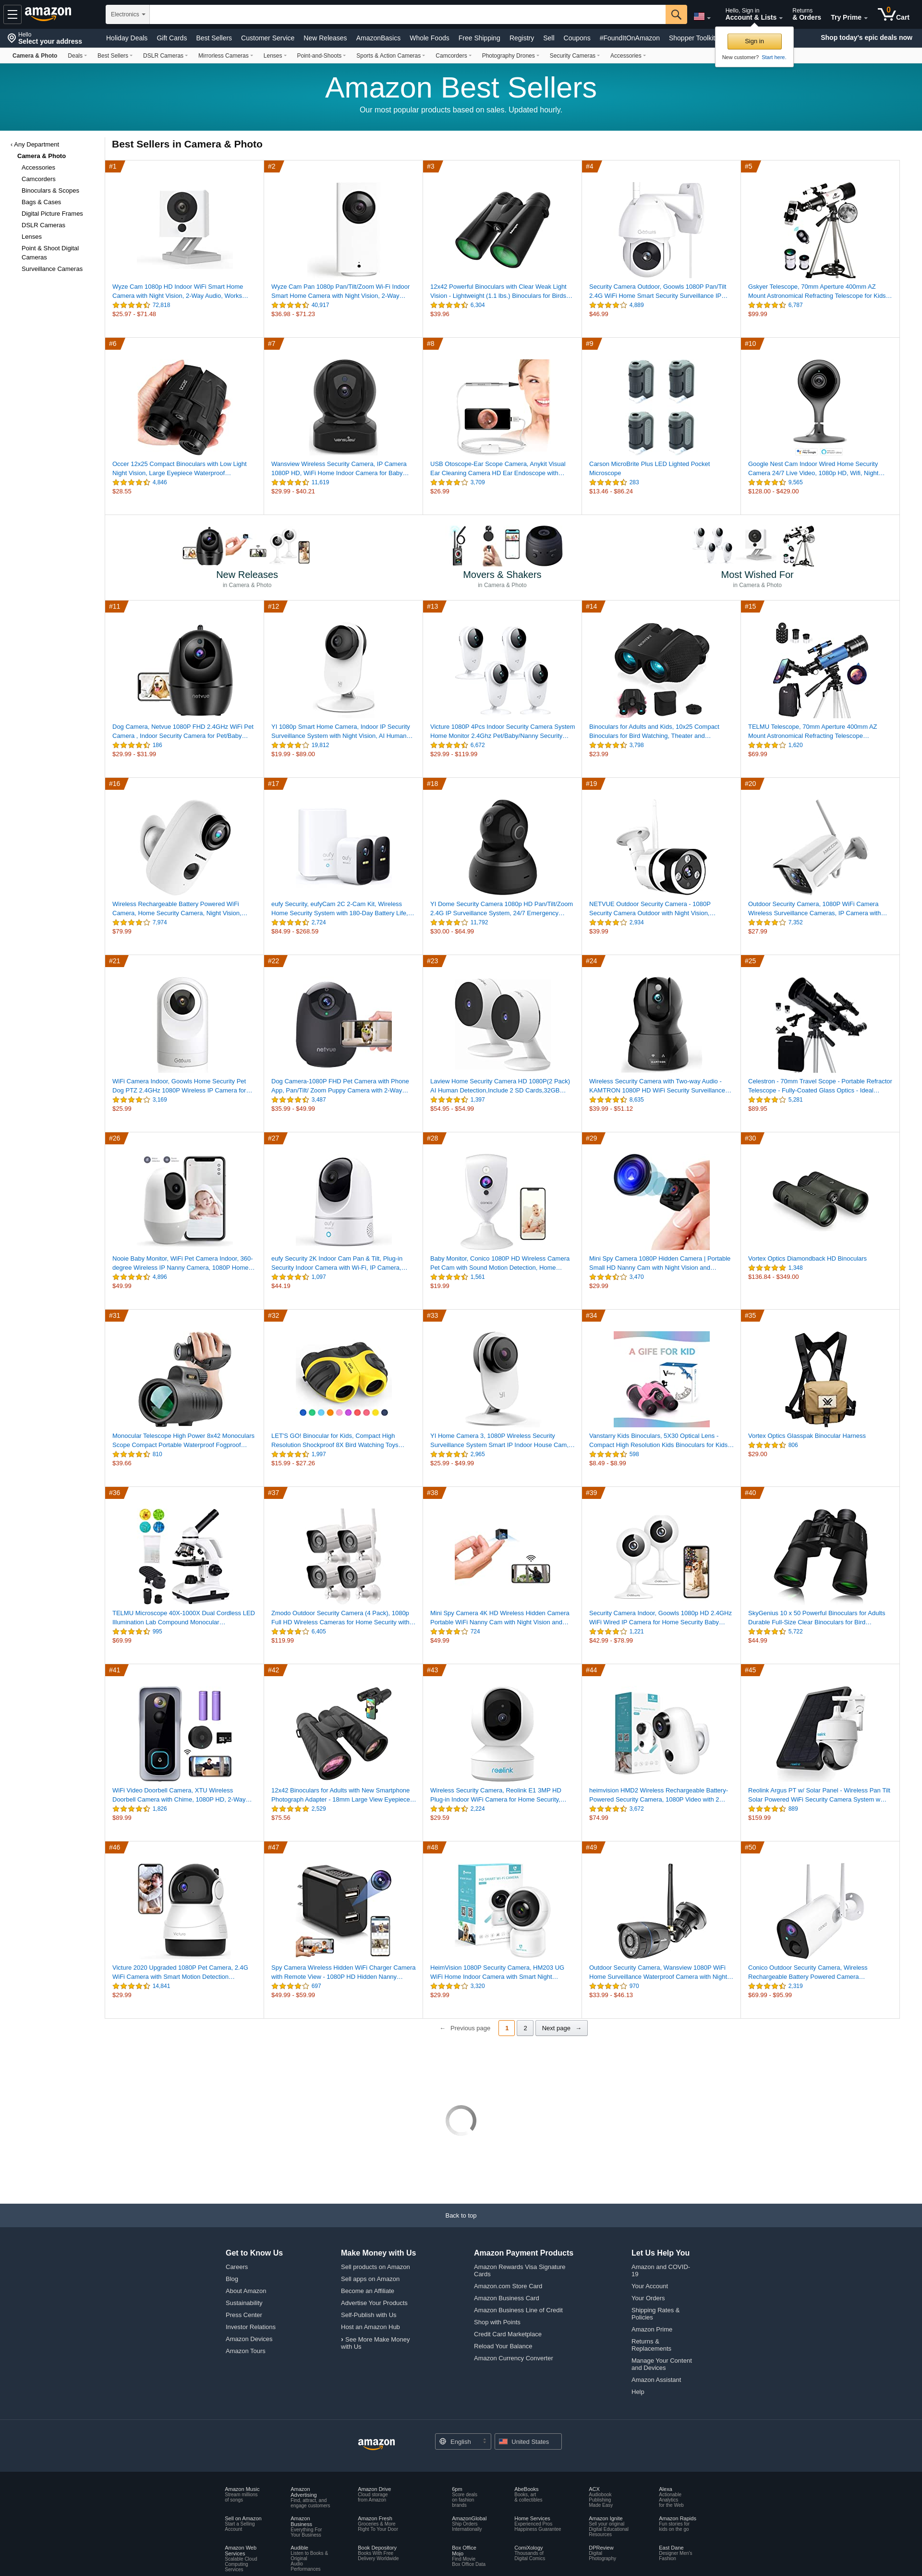 amazon
Electronics
Hello, Sign in
Account & Lists
Returns
& Orders
Try Prime
0
Cart
Hello
Select your address
Holiday Deals Gift Cards Best Sellers Customer Service New Releases AmazonBasics Whole Foods Free Shipping Registry Sell Coupons #FoundItOnAmazon Shopper Toolkit
Shop today's epic deals now
Sign in
New customer? Start here.
Camera & Photo Deals Best Sellers DSLR Cameras Mirrorless Cameras Lenses Point-and-Shoots Sports & Action Cameras Camcorders Photography Drones Security Cameras Accessories
Amazon Best Sellers
Our most popular products based on sales. Updated hourly.
‹ Any Department
Camera & Photo
Accessories
Camcorders
Binoculars & Scopes
Bags & Cases
Digital Picture Frames
DSLR Cameras
Lenses
Point & Shoot Digital
Cameras
Surveillance Cameras
Best Sellers in Camera & Photo
#1
Wyze Cam 1080p HD Indoor WiFi Smart Home
Camera with Night Vision, 2-Way Audio, Works…
72,818
$25.97 - $71.48
#2
Wyze Cam Pan 1080p Pan/Tilt/Zoom Wi-Fi Indoor
Smart Home Camera with Night Vision, 2-Way…
40,917
$36.98 - $71.23
#3
12x42 Powerful Binoculars with Clear Weak Light
Vision - Lightweight (1.1 lbs.) Binoculars for Birds…
6,304
$39.96
#4
Security Camera Outdoor, Goowls 1080P Pan/Tilt
2.4G WiFi Home Smart Security Surveillance IP…
4,889
$46.99
#5
Gskyer Telescope, 70mm Aperture 400mm AZ
Mount Astronomical Refracting Telescope for Kids…
6,787
$99.99
#6
Occer 12x25 Compact Binoculars with Low Light
Night Vision, Large Eyepiece Waterproof…
4,846
$28.55
#7
Wansview Wireless Security Camera, IP Camera
1080P HD, WiFi Home Indoor Camera for Baby…
11,619
$29.99 - $40.21
#8
USB Otoscope-Ear Scope Camera, Anykit Visual
Ear Cleaning Camera HD Ear Endoscope with…
3,709
$26.99
#9
Carson MicroBrite Plus LED Lighted Pocket
Microscope
283
$13.46 - $86.24
#10
Google Nest Cam Indoor Wired Home Security
Camera 24/7 Live Video, 1080p HD, Wifi, Night…
9,565
$128.00 - $429.00
New Releases
in Camera & Photo
Movers & Shakers
in Camera & Photo
Most Wished For
in Camera & Photo
#11
Dog Camera, Netvue 1080P FHD 2.4GHz WiFi Pet
Camera , Indoor Security Camera for Pet/Baby…
186
$29.99 - $31.99
#12
YI 1080p Smart Home Camera, Indoor IP Security
Surveillance System with Night Vision, AI Human…
19,812
$19.99 - $89.00
#13
Victure 1080P 4Pcs Indoor Security Camera System
Home Monitor 2.4Ghz Pet/Baby/Nanny Security…
6,672
$29.99 - $119.99
#14
Binoculars for Adults and Kids, 10x25 Compact
Binoculars for Bird Watching, Theater and…
3,798
$23.99
#15
TELMU Telescope, 70mm Aperture 400mm AZ
Mount Astronomical Refracting Telescope…
1,620
$69.99
#16
Wireless Rechargeable Battery Powered WiFi
Camera, Home Security Camera, Night Vision,…
7,974
$79.99
#17
eufy Security, eufyCam 2C 2-Cam Kit, Wireless
Home Security System with 180-Day Battery Life,…
2,724
$84.99 - $268.59
#18
YI Dome Security Camera 1080p HD Pan/Tilt/Zoom
2.4G IP Surveillance System, 24/7 Emergency…
11,792
$30.00 - $64.99
#19
NETVUE Outdoor Security Camera - 1080P
Security Camera Outdoor with Night Vision,…
2,934
$39.99
#20
Outdoor Security Camera, 1080P WiFi Camera
Wireless Surveillance Cameras, IP Camera with…
7,352
$27.99
#21
WiFi Camera Indoor, Goowls Home Security Pet
Dog PTZ 2.4GHz 1080P Wireless IP Camera for…
3,169
$25.99
#22
Dog Camera-1080P FHD Pet Camera with Phone
App, Pan/Tilt/ Zoom Puppy Camera with 2-Way…
3,487
$35.99 - $49.99
#23
Laview Home Security Camera HD 1080P(2 Pack)
AI Human Detection,Include 2 SD Cards,32GB…
1,397
$54.95 - $54.99
#24
Wireless Security Camera with Two-way Audio -
KAMTRON 1080P HD WiFi Security Surveillance…
8,635
$39.99 - $51.12
#25
Celestron - 70mm Travel Scope - Portable Refractor
Telescope - Fully-Coated Glass Optics - Ideal…
5,281
$89.95
#26
Nooie Baby Monitor, WiFi Pet Camera Indoor, 360-
degree Wireless IP Nanny Camera, 1080P Home…
4,896
$49.99
#27
eufy Security 2K Indoor Cam Pan & Tilt, Plug-in
Security Indoor Camera with Wi-Fi, IP Camera,…
1,097
$44.19
#28
Baby Monitor, Conico 1080P HD Wireless Camera
Pet Cam with Sound Motion Detection, Home…
1,561
$19.99
#29
Mini Spy Camera 1080P Hidden Camera | Portable
Small HD Nanny Cam with Night Vision and…
3,470
$29.99
#30
Vortex Optics Diamondback HD Binoculars
1,348
$136.84 - $349.00
#31
Monocular Telescope High Power 8x42 Monoculars
Scope Compact Portable Waterproof Fogproof…
810
$39.66
#32
LET'S GO! Binocular for Kids, Compact High
Resolution Shockproof 8X Bird Watching Toys…
1,997
$15.99 - $27.26
#33
YI Home Camera 3, 1080P Wireless Security
Surveillance System Smart IP Indoor House Cam,…
2,965
$25.99 - $49.99
#34
A GIFE FOR KID
Vanstarry Kids Binoculars, 5X30 Optical Lens -
Compact High Resolution Kids Binoculars for Kids…
598
$8.49 - $8.99
#35
Vortex Optics Glasspak Binocular Harness
806
$29.00
#36
TELMU Microscope 40X-1000X Dual Cordless LED
Illumination Lab Compound Monocular…
995
$69.99
#37
Zmodo Outdoor Security Camera (4 Pack), 1080p
Full HD Wireless Cameras for Home Security with…
6,405
$119.99
#38
Mini Spy Camera 4K HD Wireless Hidden Camera
Portable WiFi Nanny Cam with Night Vision and…
724
$49.99
#39
Security Camera Indoor, Goowls 1080p HD 2.4GHz
WiFi Wired IP Camera for Home Security Baby…
1,221
$42.99 - $78.99
#40
SkyGenius 10 x 50 Powerful Binoculars for Adults
Durable Full-Size Clear Binoculars for Bird…
5,722
$44.99
#41
WiFi Video Doorbell Camera, XTU Wireless
Doorbell Camera with Chime, 1080P HD, 2-Way…
1,826
$89.99
#42
12x42 Binoculars for Adults with New Smartphone
Photograph Adapter - 18mm Large View Eyepiece…
2,529
$75.56
#43
reolink
Wireless Security Camera, Reolink E1 3MP HD
Plug-in Indoor WiFi Camera for Home Security,…
2,224
$29.59
#44
heimvision HMD2 Wireless Rechargeable Battery-
Powered Security Camera, 1080P Video with 2…
3,672
$74.99
#45
Reolink Argus PT w/ Solar Panel - Wireless Pan Tilt
Solar Powered WiFi Security Camera System w…
889
$159.99
#46
Victure 2020 Upgraded 1080P Pet Camera, 2.4G
WiFi Camera with Smart Motion Detection…
14,841
$29.99
#47
Spy Camera Wireless Hidden WiFi Charger Camera
with Remote View - 1080P HD Hidden Nanny…
697
$49.99 - $59.99
#48
HeimVision 1080P Security Camera, HM203 UG
WiFi Home Indoor Camera with Smart Night…
3,320
$29.99
#49
Outdoor Security Camera, Wansview 1080P WiFi
Home Surveillance Waterproof Camera with Night…
970
$33.99 - $46.13
#50
Conico Outdoor Security Camera, Wireless
Rechargeable Battery Powered Camera…
2,319
$69.99 - $95.99
← Previous page 1 2 Next page →
Back to top
Get to Know Us
Careers
Blog
About Amazon
Sustainability
Press Center
Investor Relations
Amazon Devices
Amazon Tours
Make Money with Us
Sell products on Amazon
Sell apps on Amazon
Become an Affiliate
Advertise Your Products
Self-Publish with Us
Host an Amazon Hub
› See More Make Money
with Us
Amazon Payment Products
Amazon Rewards Visa Signature
Cards
Amazon.com Store Card
Amazon Business Card
Amazon Business Line of Credit
Shop with Points
Credit Card Marketplace
Reload Your Balance
Amazon Currency Converter
Let Us Help You
Amazon and COVID-
19
Your Account
Your Orders
Shipping Rates &
Policies
Amazon Prime
Returns &
Replacements
Manage Your Content
and Devices
Amazon Assistant
Help
amazon
English
United States
Amazon Music
Stream millions
of songs
Amazon
Advertising
Find, attract, and
engage customers
Amazon Drive
Cloud storage
from Amazon
6pm
Score deals
on fashion
brands
AbeBooks
Books, art
& collectibles
ACX
Audiobook
Publishing
Made Easy
Alexa
Actionable
Analytics
for the Web
Sell on Amazon
Start a Selling
Account
Amazon
Business
Everything For
Your Business
Amazon Fresh
Groceries & More
Right To Your Door
AmazonGlobal
Ship Orders
Internationally
Home Services
Experienced Pros
Happiness Guarantee
Amazon Ignite
Sell your original
Digital Educational
Resources
Amazon Rapids
Fun stories for
kids on the go
Amazon Web
Services
Scalable Cloud
Computing
Services
Audible
Listen to Books &
Original
Audio
Performances
Book Depository
Books With Free
Delivery Worldwide
Box Office
Mojo
Find Movie
Box Office Data
ComiXology
Thousands of
Digital Comics
DPReview
Digital
Photography
East Dane
Designer Men's
Fashion